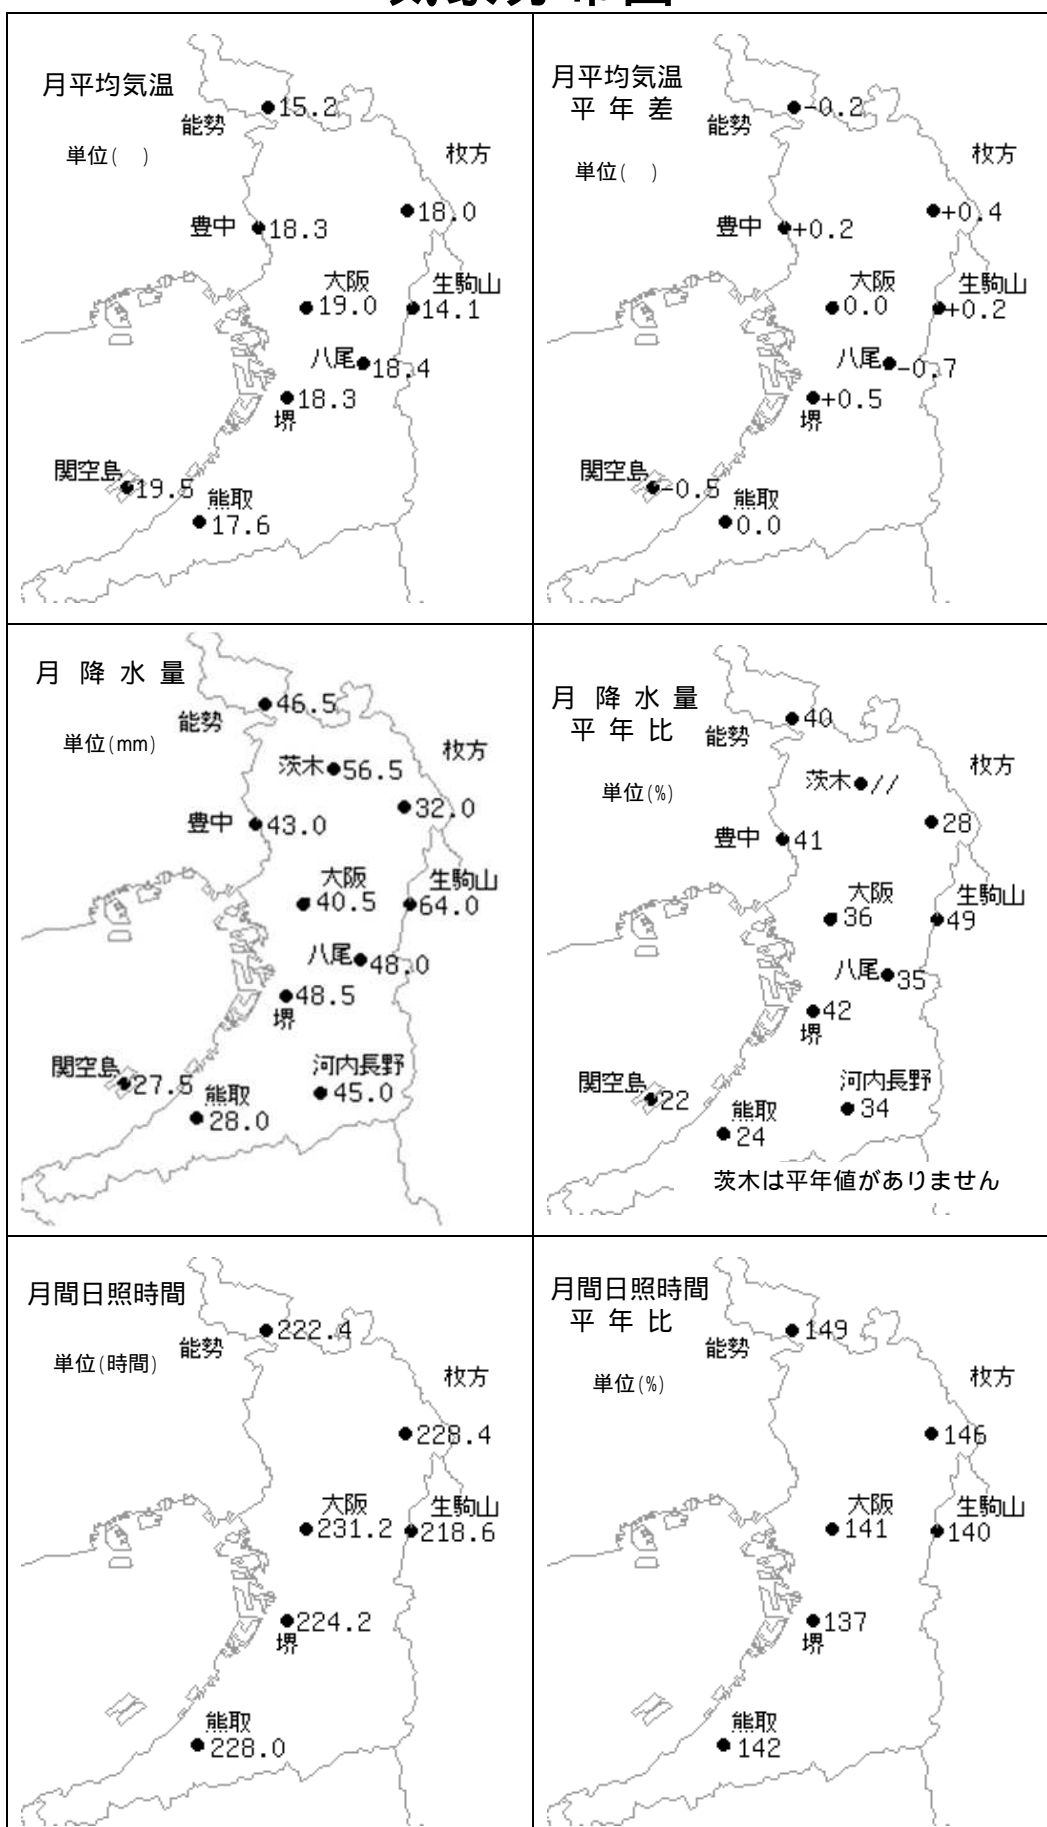 月平均気温
単位( )
15.2
能勢
枚方
18.0
豊中 18.3
大阪
19.0
生駒山
14.1
八尾 18.4
18.3
堺
関空島
19.5
熊取
17.6
月平均気温
平年差
単位( )
-0.2
能勢
枚方
+0.4
豊中 +0.2
大阪
0.0
生駒山
+0.2
八尾 -0.7
+0.5
堺
関空島
-0.5
熊取
0.0
月降水量
単位(mm)
46.5
能勢
枚方
茨木 56.5
32.0
豊中 43.0
大阪
40.5
生駒山
64.0
八尾 48.0
48.5
堺
関空島
27.5
熊取
28.0
河内長野
45.0
月降水量
平年比
単位(%)
40
能勢
枚方
茨木 //
28
豊中 41
大阪
36
生駒山
49
八尾 35
42
堺
関空島
22
熊取
24
河内長野
34
茨木は平年値がありません
月間日照時間
単位(時間)
222.4
能勢
枚方
228.4
大阪
231.2
生駒山
218.6
224.2
堺
熊取
228.0
月間日照時間
平年比
単位(%)
149
能勢
枚方
146
大阪
141
生駒山
140
137
堺
熊取
142